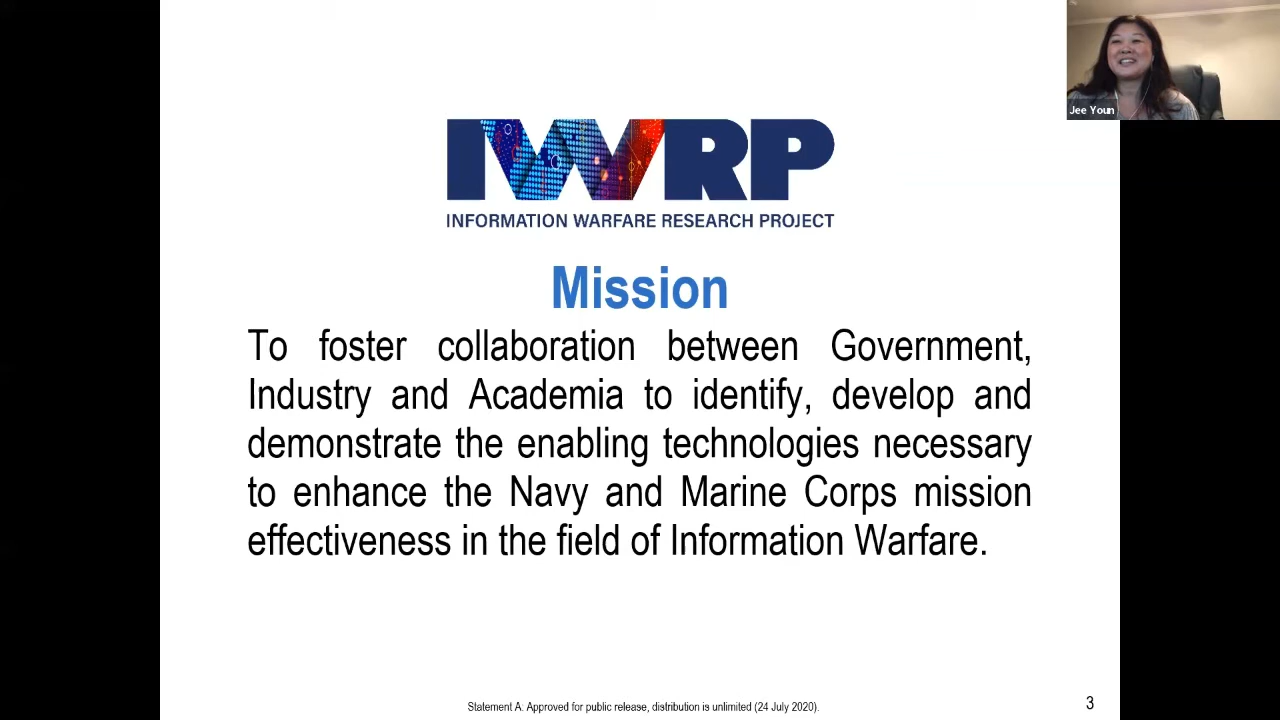 Jee Youn
IWRP
INFORMATION WARFARE RESEARCH PROJECT
Mission
To foster collaboration between Government,
Industry and Academia to identify, develop and
demonstrate the enabling technologies necessary
to enhance the Navy and Marine Corps mission
effectiveness in the field of Information Warfare.
Statement A: Approved for public release, distribution is unlimited (24 July 2020).
3